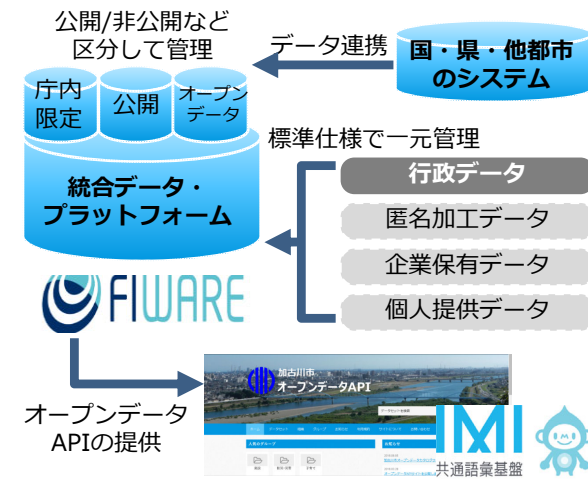 公開/非公開など
区分して管理
データ連携
国・県・他都市
のシステム
庁内
限定
公開
オープン
データ
標準仕様で一元管理
統合データ・
プラットフォーム
行政データ
匿名加工データ
企業保有データ
個人提供データ
FIWARE
加古川市
オープンデータAPI
オープンデータ
APIの提供
IMI
共通語彙基盤